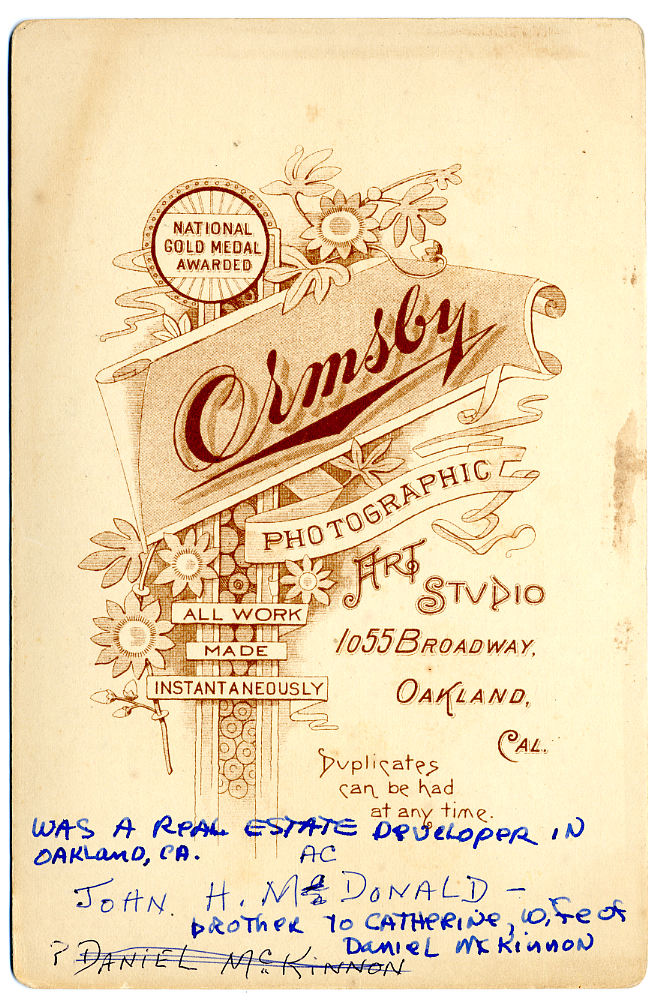 NATIONAL
GOLD MEDAL
AWARDED
Ormsby
PHOTOGRAPHIC
ART
STUDIO
1055 BROADWAY,
OAKLAND,
CAL.
ALL WORK
MADE
INSTANTANEOUSLY
Duplicates
can be had
at any time.
WAS A REAL ESTATE DEVELOPER IN
OAKLAND, CA.
AC
JOHN H. Mc DONALD -
BROTHER TO CATHERINE, WIFE OF
DANIEL McKINNON
? DANIEL McKINNON